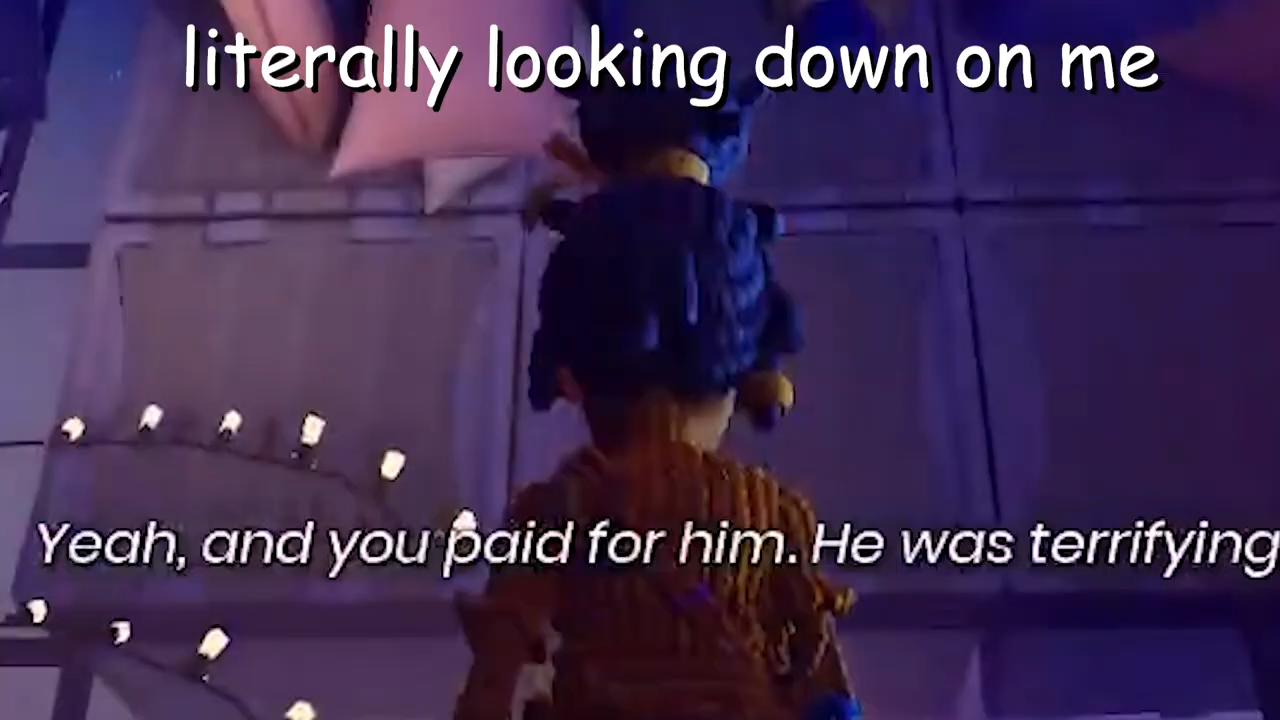 literally looking down on me
Yeah, and you paid for him. He was terrifying